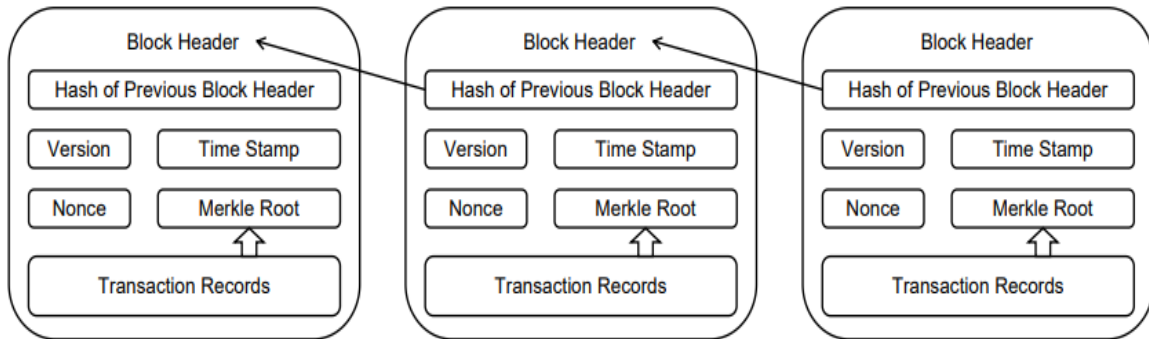 Block Header
Hash of Previous Block Header
Version
Time Stamp
Nonce
Merkle Root
Transaction Records
Block Header
Hash of Previous Block Header
Version
Time Stamp
Nonce
Merkle Root
Transaction Records
Block Header
Hash of Previous Block Header
Version
Time Stamp
Nonce
Merkle Root
Transaction Records